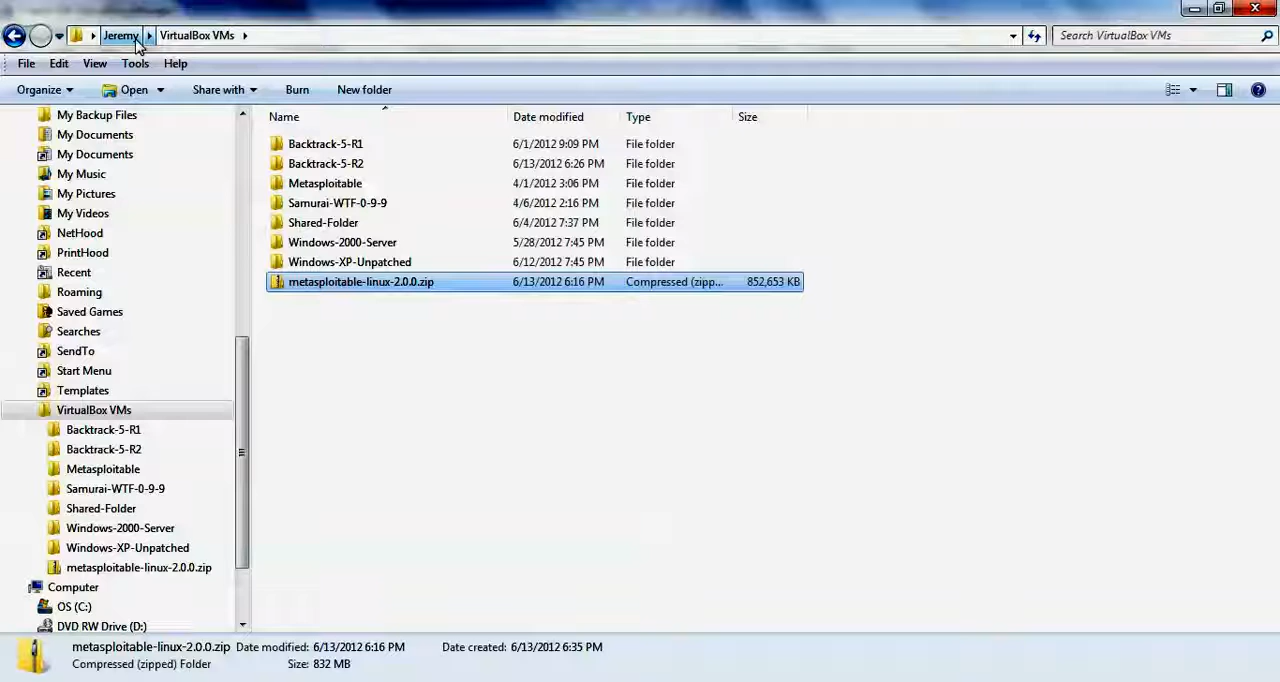 Jeremy VirtualBox VMs Search VirtualBox VMs
File Edit View Tools Help
Organize Open Share with Burn New folder
Name Date modified Type Size
My Backup Files
My Documents
My Documents
My Music
My Pictures
My Videos
NetHood
PrintHood
Recent
Roaming
Saved Games
Searches
SendTo
Start Menu
Templates
VirtualBox VMs
Backtrack-5-R1
Backtrack-5-R2
Metasploitable
Samurai-WTF-0-9-9
Shared-Folder
Windows-2000-Server
Windows-XP-Unpatched
metasploitable-linux-2.0.0.zip
Computer
OS (C:)
DVD RW Drive (D:)
Backtrack-5-R1 6/1/2012 9:09 PM File folder
Backtrack-5-R2 6/13/2012 6:26 PM File folder
Metasploitable 4/1/2012 3:06 PM File folder
Samurai-WTF-0-9-9 4/6/2012 2:16 PM File folder
Shared-Folder 6/4/2012 7:37 PM File folder
Windows-2000-Server 5/28/2012 7:45 PM File folder
Windows-XP-Unpatched 6/12/2012 7:45 PM File folder
metasploitable-linux-2.0.0.zip 6/13/2012 6:16 PM Compressed (zipp... 852,653 KB
metasploitable-linux-2.0.0.zip Date modified: 6/13/2012 6:16 PM Date created: 6/13/2012 6:35 PM
Compressed (zipped) Folder Size: 832 MB